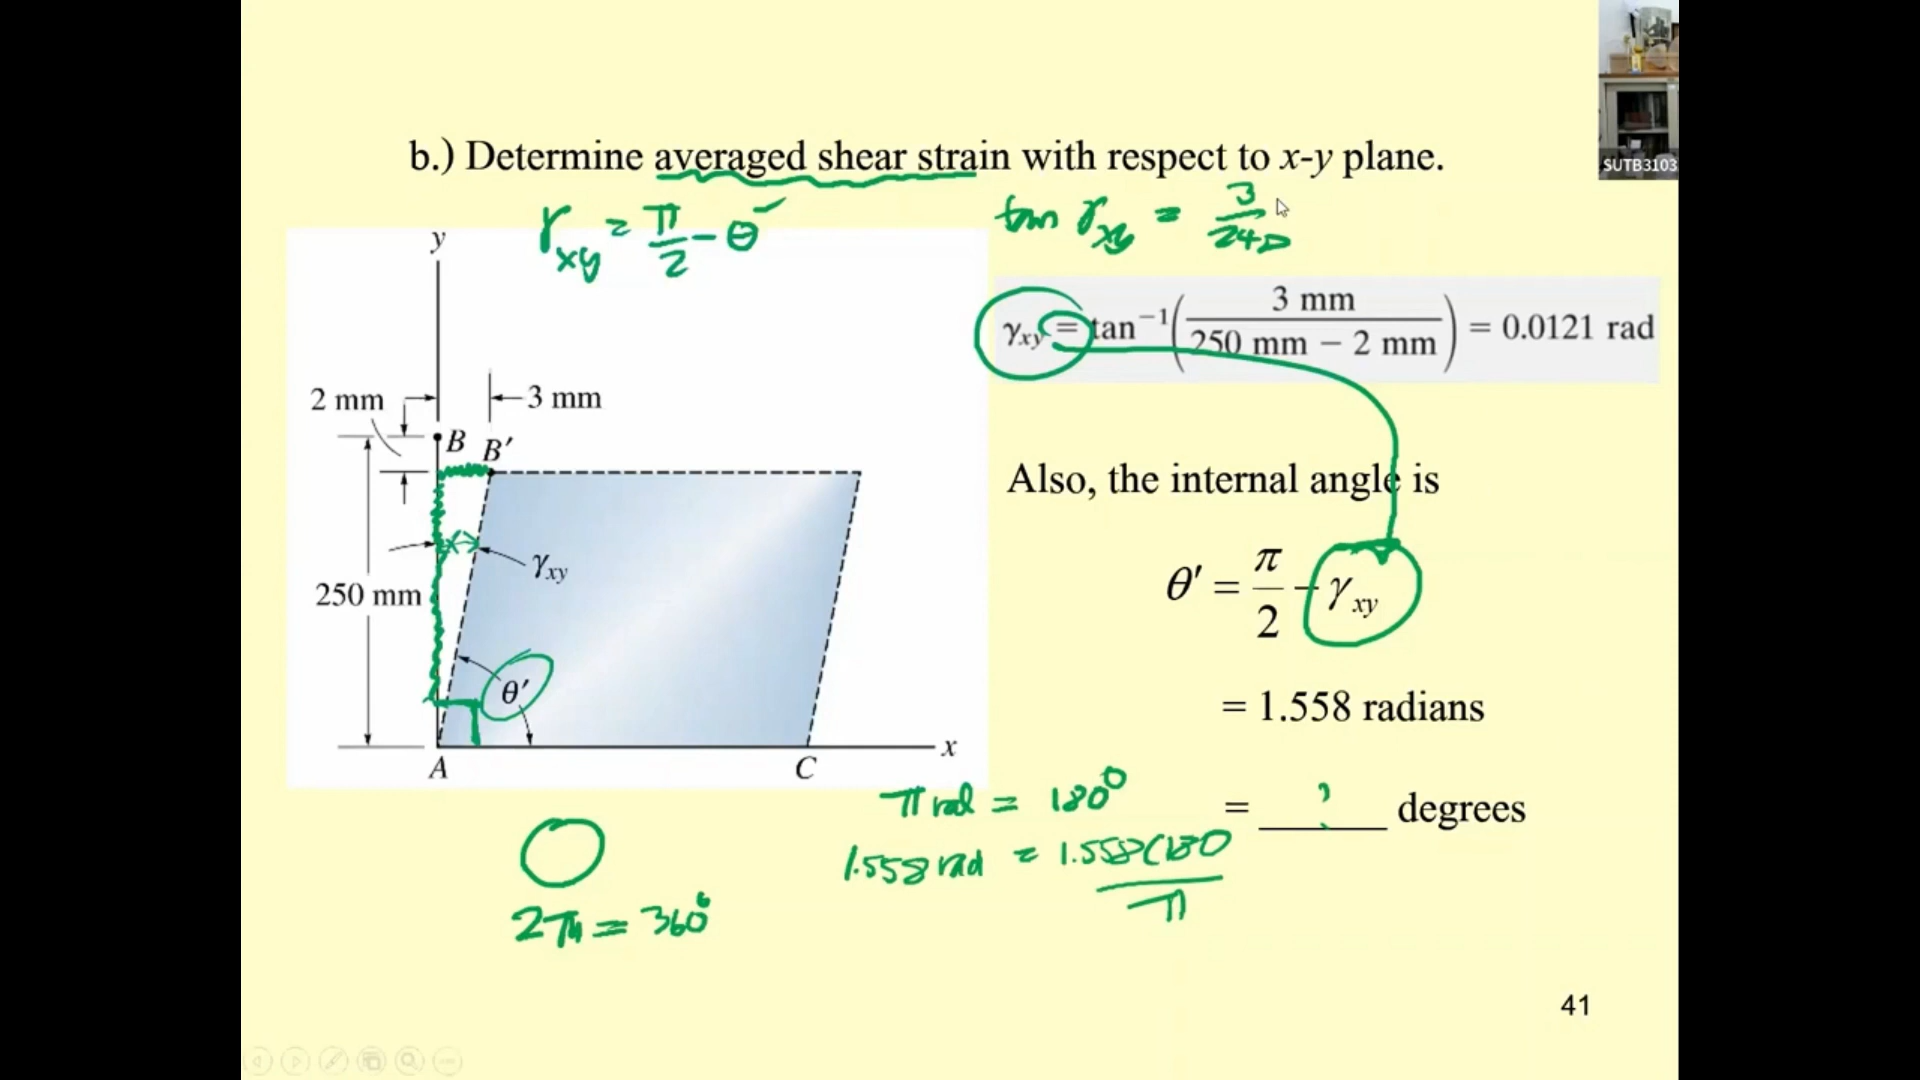 SUTB3103
b.) Determine averaged shear strain with respect to x-y plane.
γxy = π/2 − θ′
tan γxy = 3/248
y
γxy = tan⁻¹(3 mm / 250 mm − 2 mm) = 0.0121 rad
2 mm
3 mm
B B′
Also, the internal angle is
γxy
250 mm
θ′ = π/2 − γxy
θ′
= 1.558 radians
x
A
C
π rad = 180°
= ? degrees
1.558 rad = 1.558(180)/π
2π = 360°
41